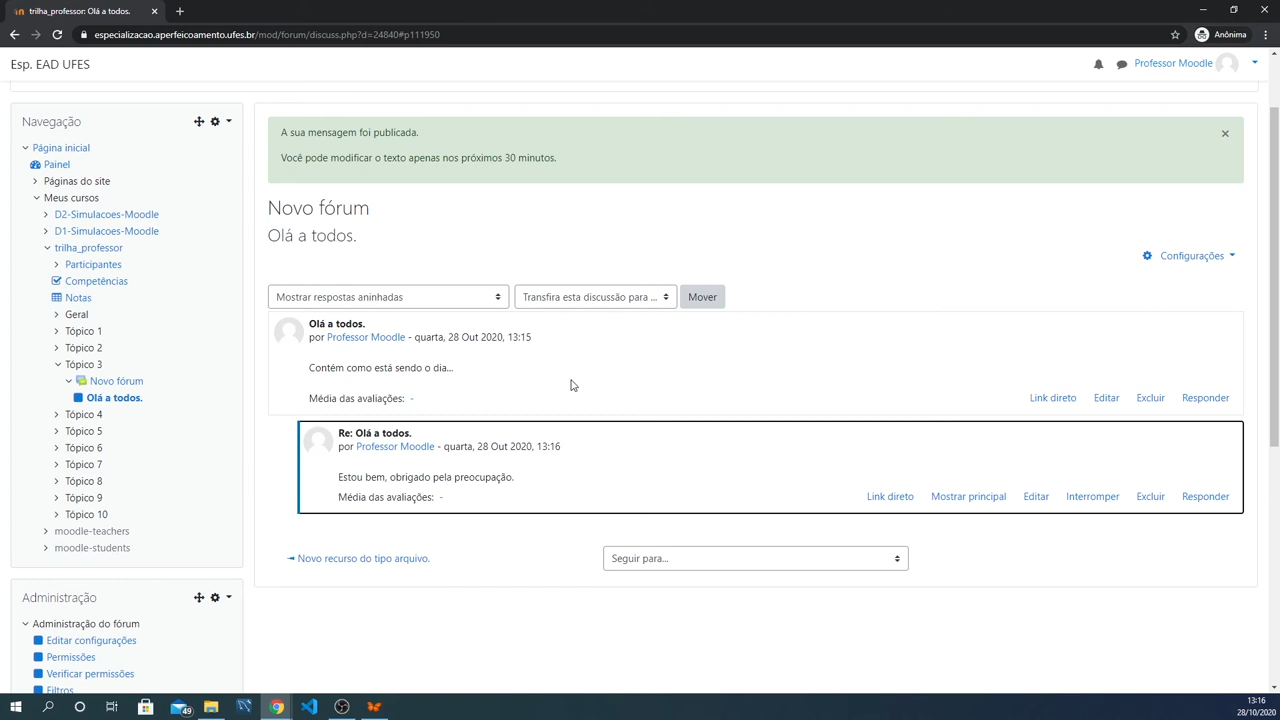 trilha_professor: Olá a todos.
especializacao.aperfeicoamento.ufes.br/mod/forum/discuss.php?d=24840#p111950
Anônima
Esp. EAD UFES
Professor Moodle
Navegação
Página inicial
Painel
Páginas do site
Meus cursos
D2-Simulacoes-Moodle
D1-Simulacoes-Moodle
trilha_professor
Participantes
Competências
Notas
Geral
Tópico 1
Tópico 2
Tópico 3
Novo fórum
Olá a todos.
Tópico 4
Tópico 5
Tópico 6
Tópico 7
Tópico 8
Tópico 9
Tópico 10
moodle-teachers
moodle-students
Administração
Administração do fórum
Editar configurações
Permissões
Verificar permissões
Filtros
A sua mensagem foi publicada.
Você pode modificar o texto apenas nos próximos 30 minutos.
Novo fórum
Olá a todos.
Configurações
Mostrar respostas aninhadas
Transfira esta discussão para ...
Mover
Olá a todos.
por Professor Moodle - quarta, 28 Out 2020, 13:15
Contém como está sendo o dia...
Média das avaliações: -
Link direto Editar Excluir Responder
Re: Olá a todos.
por Professor Moodle - quarta, 28 Out 2020, 13:16
Estou bem, obrigado pela preocupação.
Média das avaliações: -
Link direto Mostrar principal Editar Interromper Excluir Responder
Novo recurso do tipo arquivo.
Seguir para...
49
13:16
28/10/2020